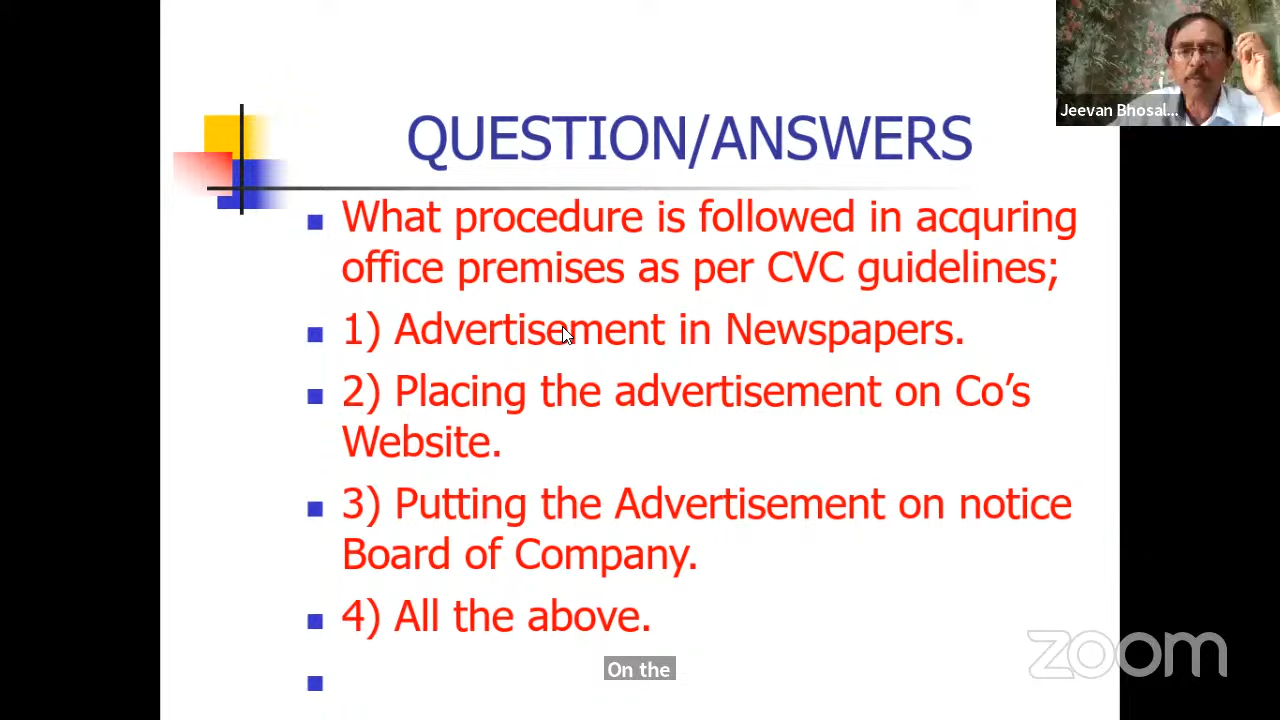 Jeevan Bhosal...
QUESTION/ANSWERS
What procedure is followed in acquring
office premises as per CVC guidelines;
1) Advertisement in Newspapers.
2) Placing the advertisement on Co's
Website.
3) Putting the Advertisement on notice
Board of Company.
4) All the above.
zoom
On the